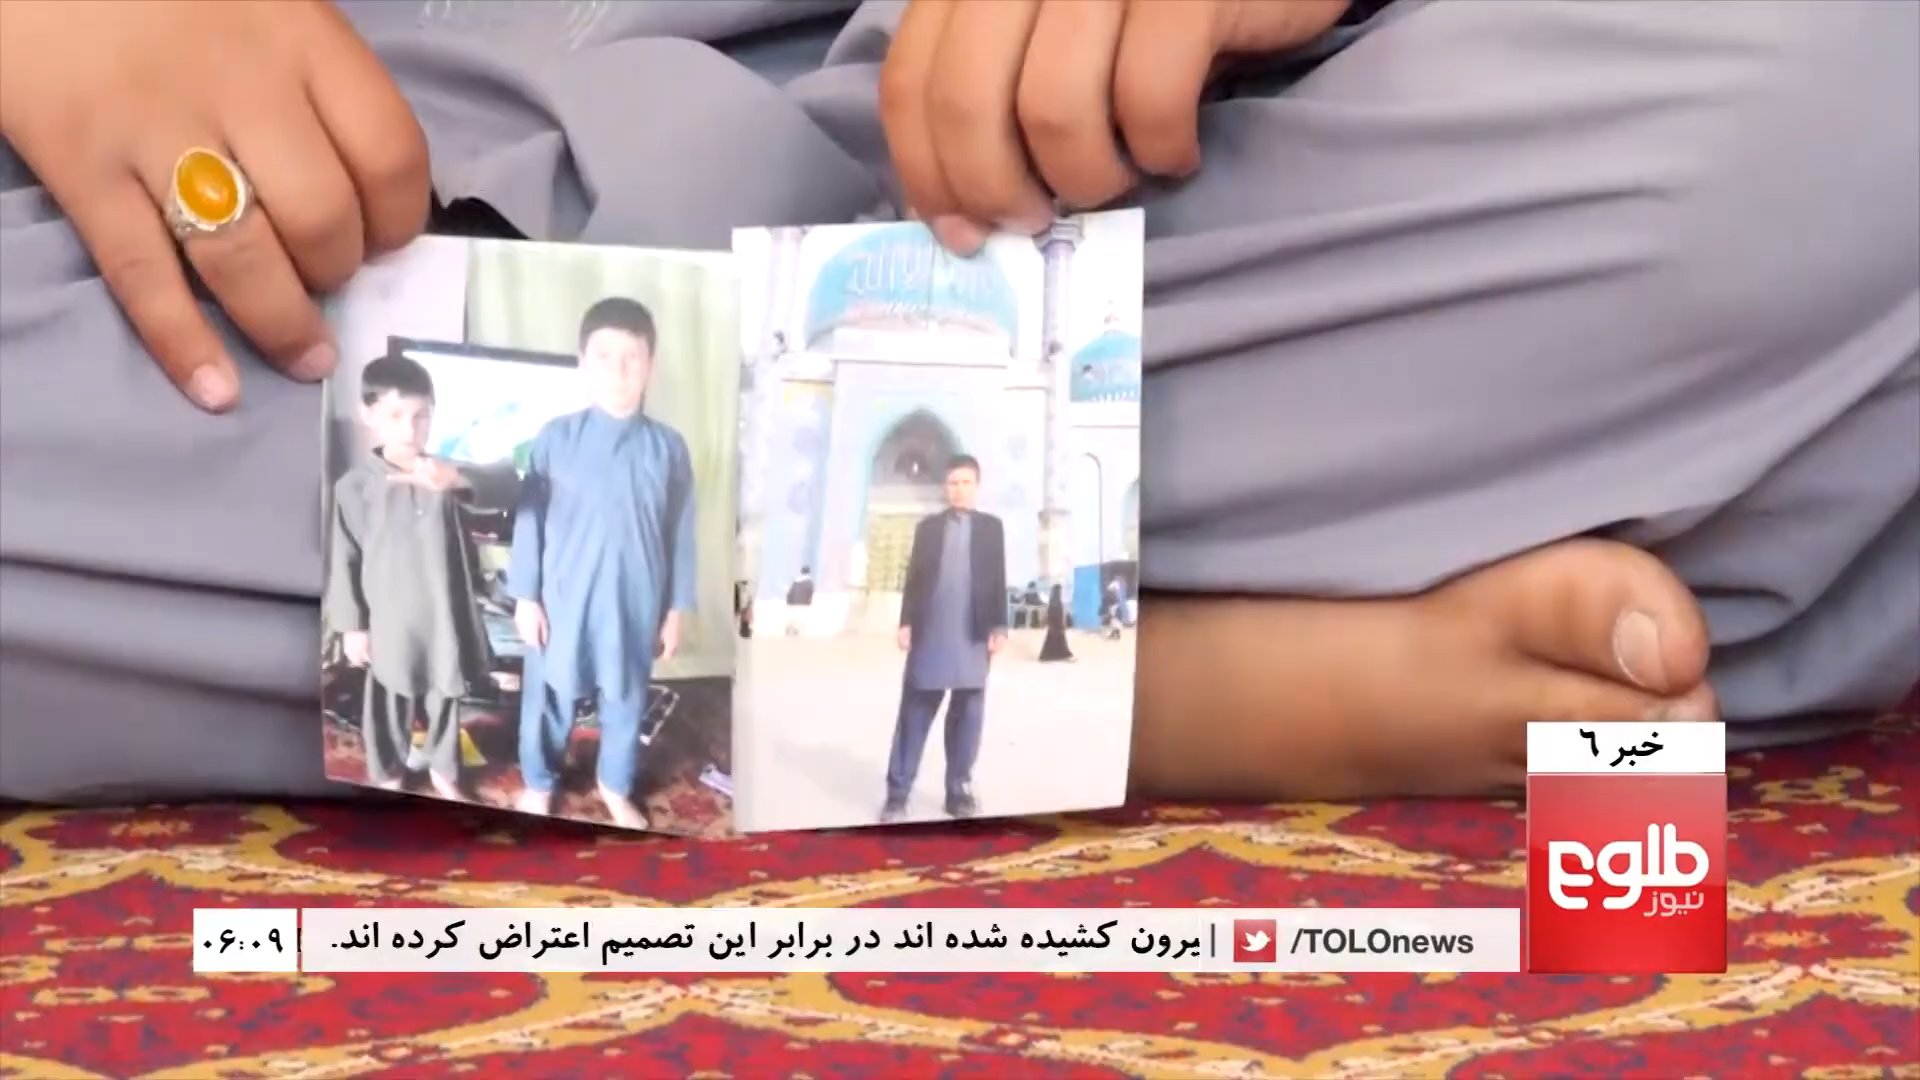 خبر ٦
طلوع
نیوز
یرون کشیده شده اند در برابر این تصمیم اعتراض کرده اند.
/TOLOnews
۰۶:۰۹